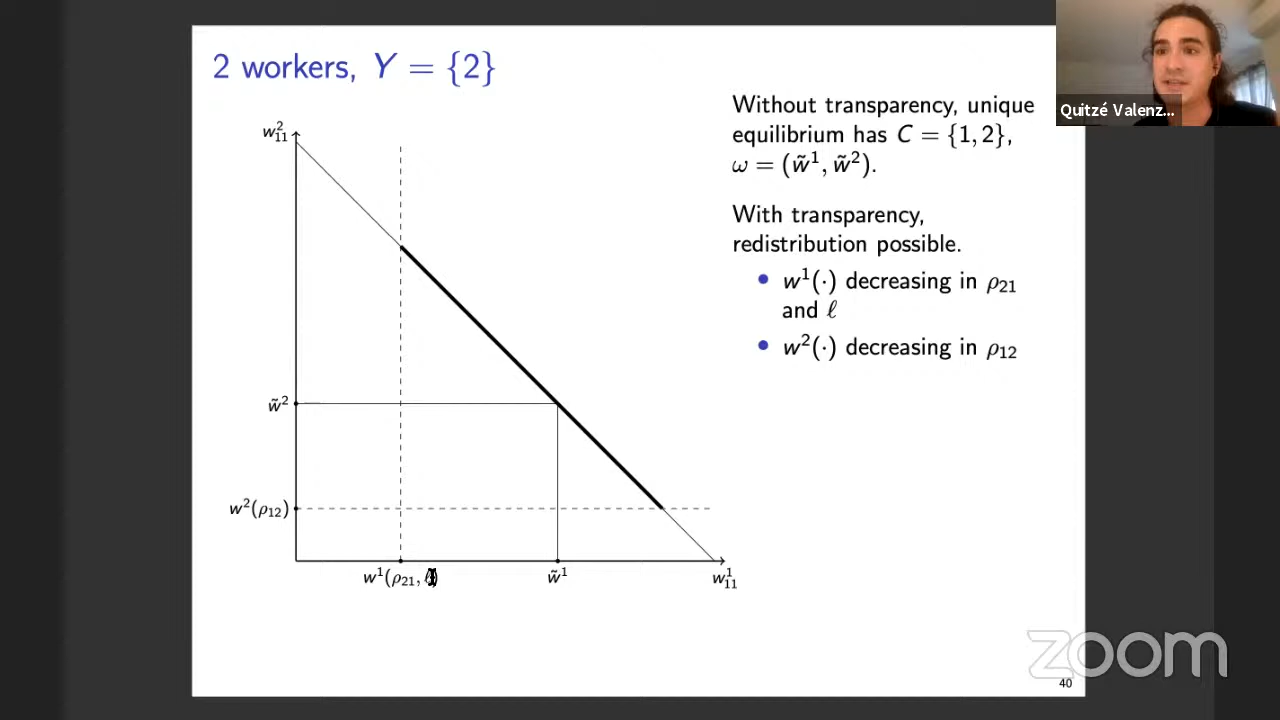 2 workers, Y = {2}
Without transparency, unique
equilibrium has C = {1, 2},
ω = (w̃¹, w̃²).
With transparency,
redistribution possible.
• w¹(·) decreasing in ρ₂₁
and ℓ
• w²(·) decreasing in ρ₁₂
w²₁₁
w̃²
w²(ρ₁₂)
w¹(ρ₂₁,
w̃¹
w¹₁₁
Quitzé Valenz...
zoom
40